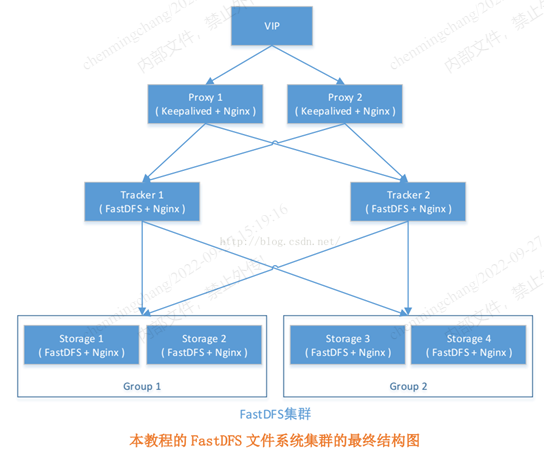 VIP
Proxy 1
( Keepalived + Nginx )
Proxy 2
( Keepalived + Nginx )
Tracker 1
( FastDFS + Nginx )
Tracker 2
( FastDFS + Nginx )
http://blog.csdn.net/
Storage 1
( FastDFS + Nginx )
Storage 2
( FastDFS + Nginx )
Storage 3
( FastDFS + Nginx )
Storage 4
( FastDFS + Nginx )
Group 1
Group 2
FastDFS集群
本教程的 FastDFS 文件系统集群的最终结构图
chenmingchang/2022-09-27
内部文件，禁止外